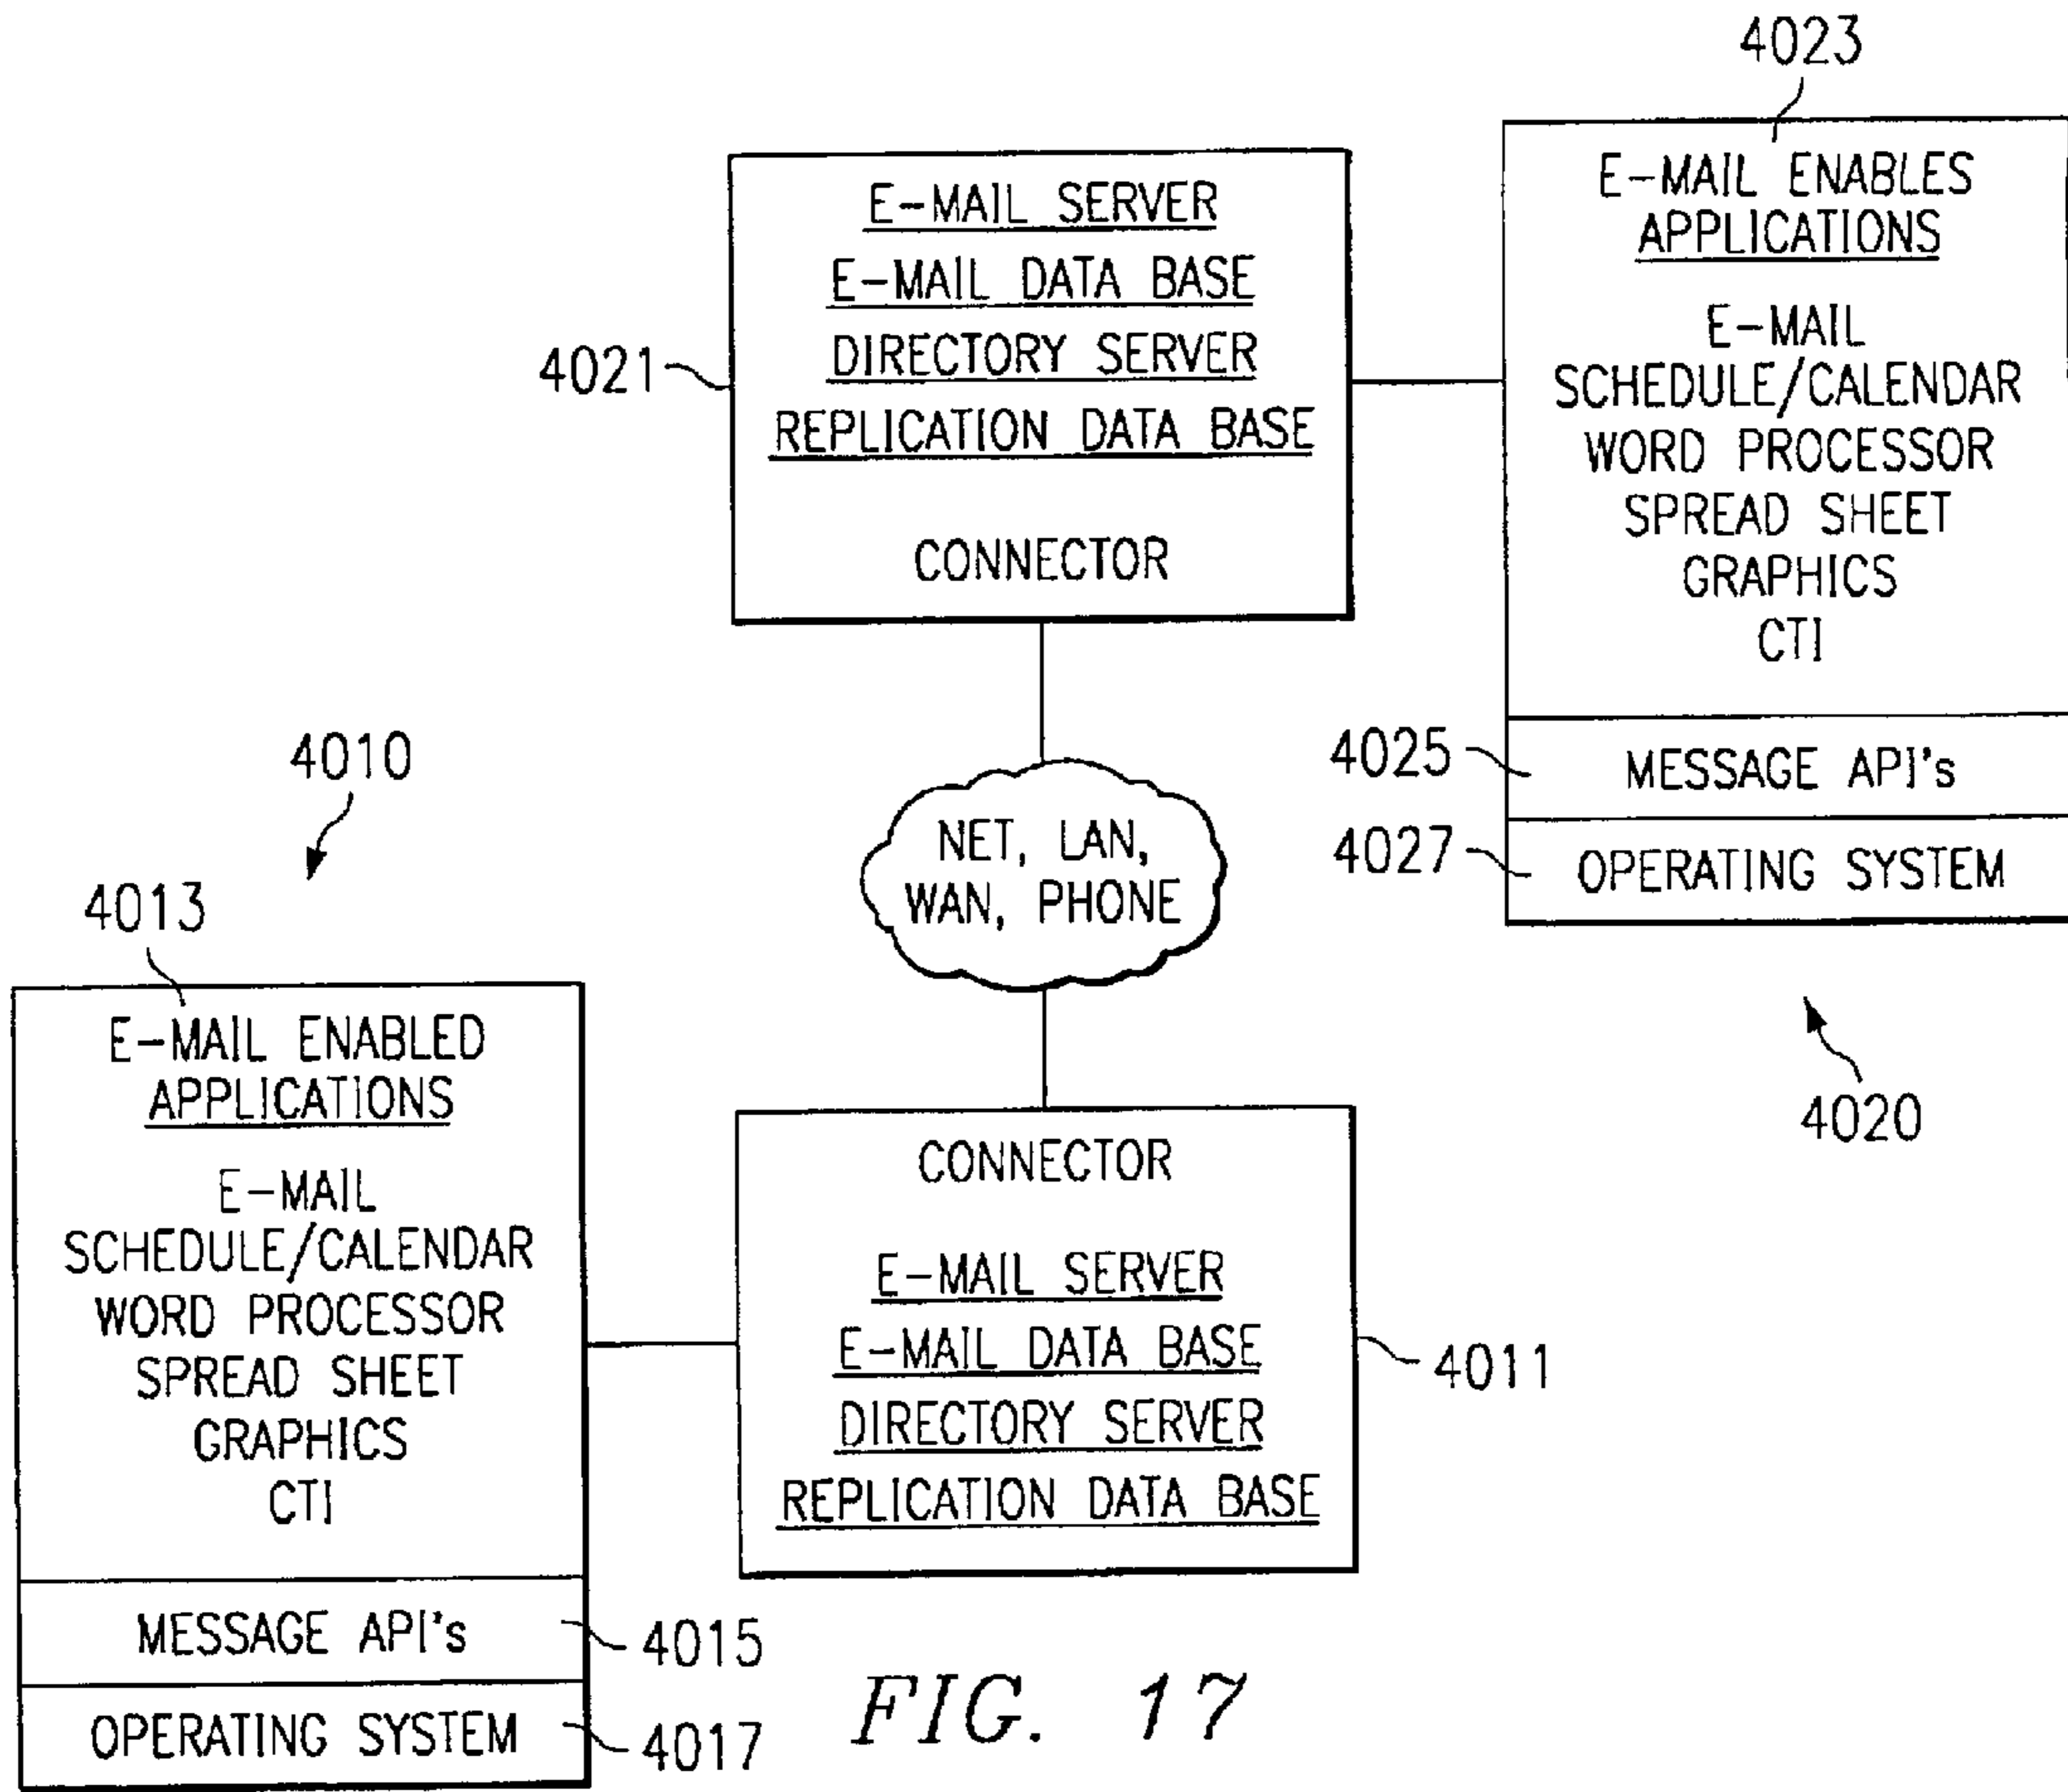 4023
E-MAIL ENABLES
APPLICATIONS
E-MAIL
SCHEDULE/CALENDAR
WORD PROCESSOR
SPREAD SHEET
GRAPHICS
CTI
4025
MESSAGE API's
4027
OPERATING SYSTEM
4020
4021
E-MAIL SERVER
E-MAIL DATA BASE
DIRECTORY SERVER
REPLICATION DATA BASE
CONNECTOR
NET, LAN,
WAN, PHONE
4010
4013
E-MAIL ENABLED
APPLICATIONS
E-MAIL
SCHEDULE/CALENDAR
WORD PROCESSOR
SPREAD SHEET
GRAPHICS
CTI
MESSAGE API's
4015
OPERATING SYSTEM
4017
CONNECTOR
E-MAIL SERVER
E-MAIL DATA BASE
DIRECTORY SERVER
REPLICATION DATA BASE
4011
FIG. 17